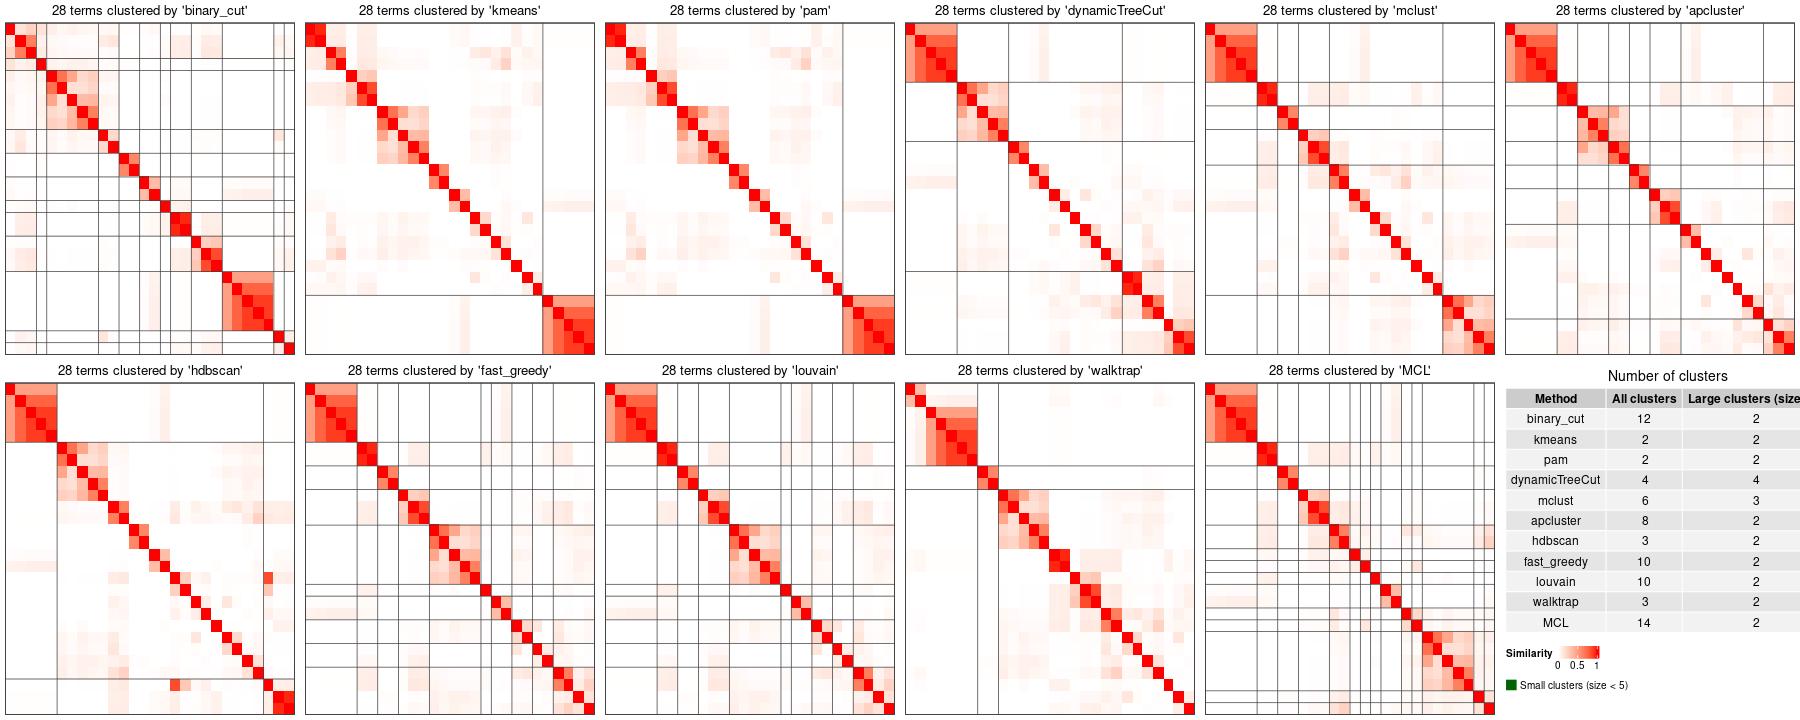 28 terms clustered by 'binary_cut'
28 terms clustered by 'kmeans'
28 terms clustered by 'pam'
28 terms clustered by 'dynamicTreeCut'
28 terms clustered by 'mclust'
28 terms clustered by 'apcluster'
28 terms clustered by 'hdbscan'
28 terms clustered by 'fast_greedy'
28 terms clustered by 'louvain'
28 terms clustered by 'walktrap'
28 terms clustered by 'MCL'
Number of clusters
Method All clusters Large clusters (size
binary_cut 12 2
kmeans 2 2
pam 2 2
dynamicTreeCut 4 4
mclust 6 3
apcluster 8 2
hdbscan 3 2
fast_greedy 10 2
louvain 10 2
walktrap 3 2
MCL 14 2
Similarity
0 0.5 1
Small clusters (size < 5)